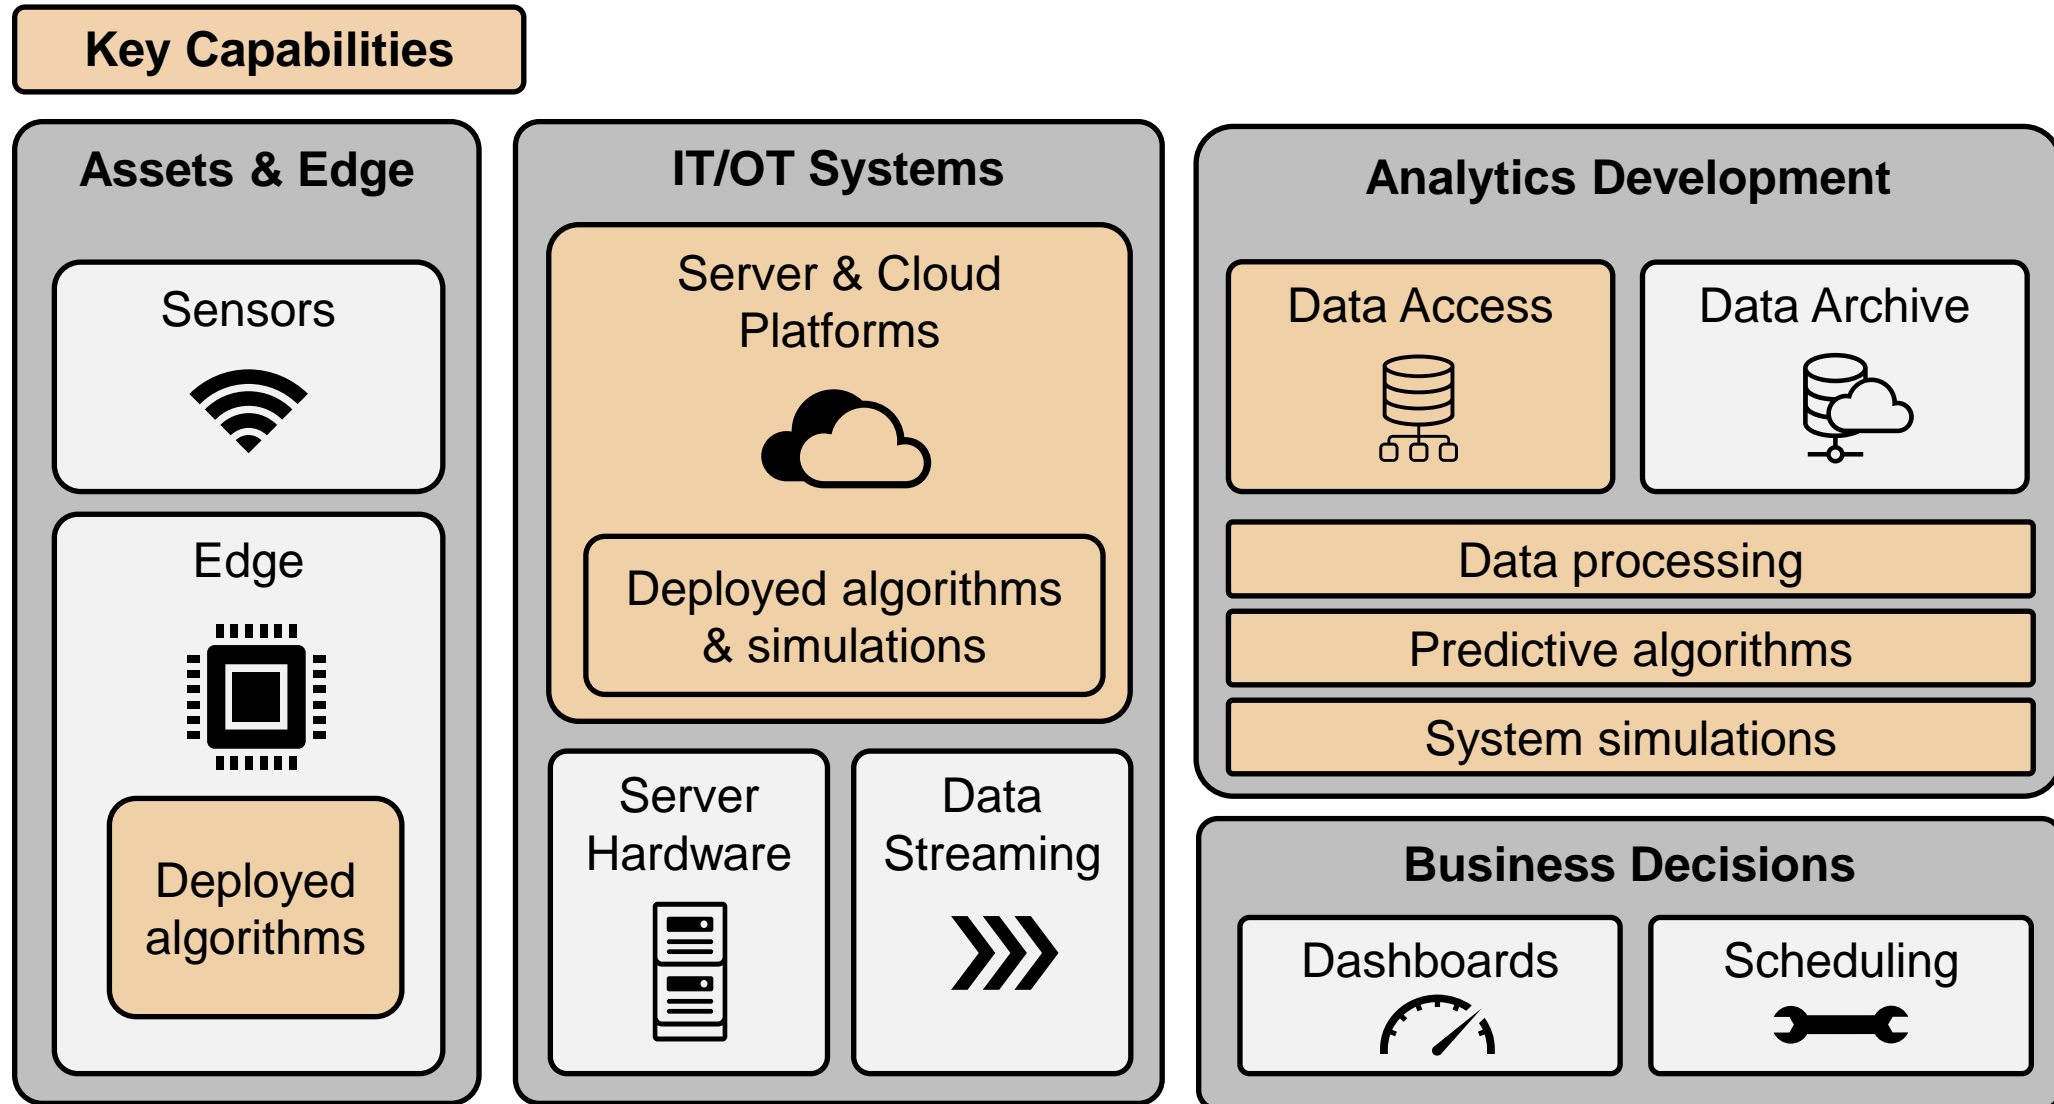 Key Capabilities
Assets & Edge
Sensors
Edge
Deployed
algorithms
IT/OT Systems
Server & Cloud
Platforms
Deployed algorithms
& simulations
Server
Hardware
Data
Streaming
Analytics Development
Data Access
Data Archive
Data processing
Predictive algorithms
System simulations
Business Decisions
Dashboards
Scheduling